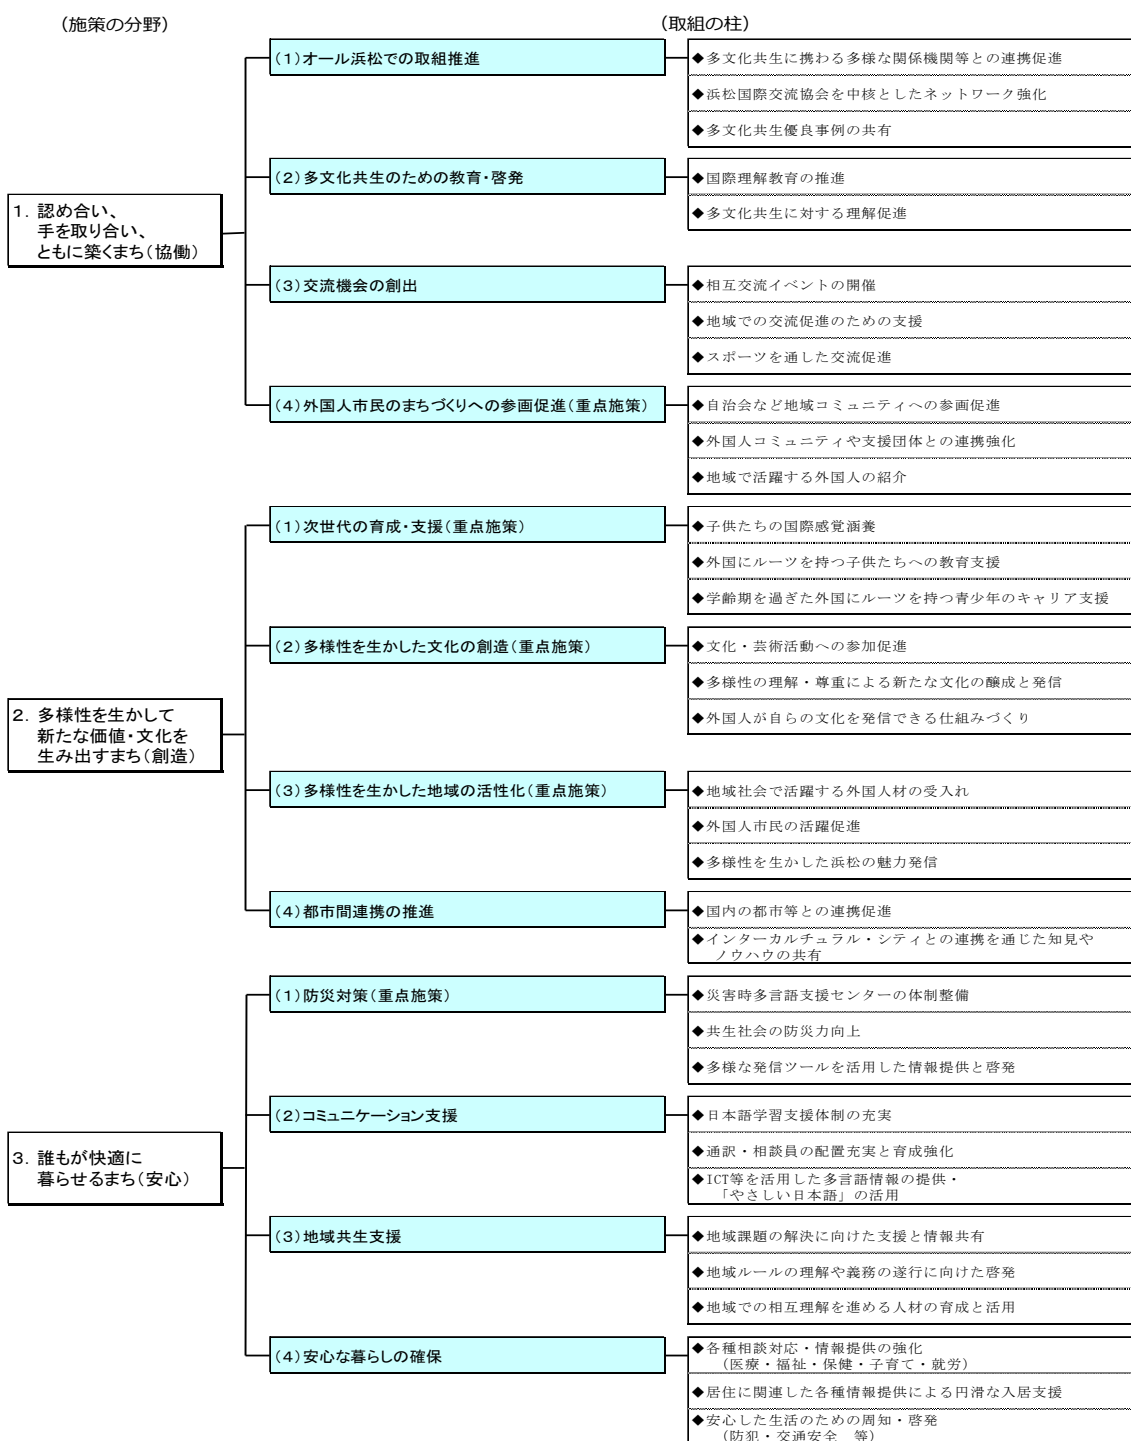 (施策の分野)
(取組の柱)
1. 認め合い、
手を取り合い、
ともに築くまち(協働)
(1)オール浜松での取組推進
◆多文化共生に携わる多様な関係機関等との連携促進
◆浜松国際交流協会を中核としたネットワーク強化
◆多文化共生優良事例の共有
(2)多文化共生のための教育・啓発
◆国際理解教育の推進
◆多文化共生に対する理解促進
(3)交流機会の創出
◆相互交流イベントの開催
◆地域での交流促進のための支援
◆スポーツを通した交流促進
(4)外国人市民のまちづくりへの参画促進(重点施策)
◆自治会など地域コミュニティへの参画促進
◆外国人コミュニティや支援団体との連携強化
◆地域で活躍する外国人の紹介
2. 多様性を生かして
新たな価値・文化を
生み出すまち(創造)
(1)次世代の育成・支援(重点施策)
◆子供たちの国際感覚涵養
◆外国にルーツを持つ子供たちへの教育支援
◆学齢期を過ぎた外国にルーツを持つ青少年のキャリア支援
(2)多様性を生かした文化の創造(重点施策)
◆文化・芸術活動への参加促進
◆多様性の理解・尊重による新たな文化の醸成と発信
◆外国人が自らの文化を発信できる仕組みづくり
(3)多様性を生かした地域の活性化(重点施策)
◆地域社会で活躍する外国人材の受入れ
◆外国人市民の活躍促進
◆多様性を生かした浜松の魅力発信
(4)都市間連携の推進
◆国内の都市等との連携促進
◆インターカルチュラル・シティとの連携を通じた知見や
ノウハウの共有
3. 誰もが快適に
暮らせるまち(安心)
(1)防災対策(重点施策)
◆災害時多言語支援センターの体制整備
◆共生社会の防災力向上
◆多様な発信ツールを活用した情報提供と啓発
(2)コミュニケーション支援
◆日本語学習支援体制の充実
◆通訳・相談員の配置充実と育成強化
◆ICT等を活用した多言語情報の提供・
「やさしい日本語」の活用
(3)地域共生支援
◆地域課題の解決に向けた支援と情報共有
◆地域ルールの理解や義務の遂行に向けた啓発
◆地域での相互理解を進める人材の育成と活用
(4)安心な暮らしの確保
◆各種相談対応・情報提供の強化
(医療・福祉・保健・子育て・就労)
◆居住に関連した各種情報提供による円滑な入居支援
◆安心した生活のための周知・啓発
(防犯・交通安全 等)